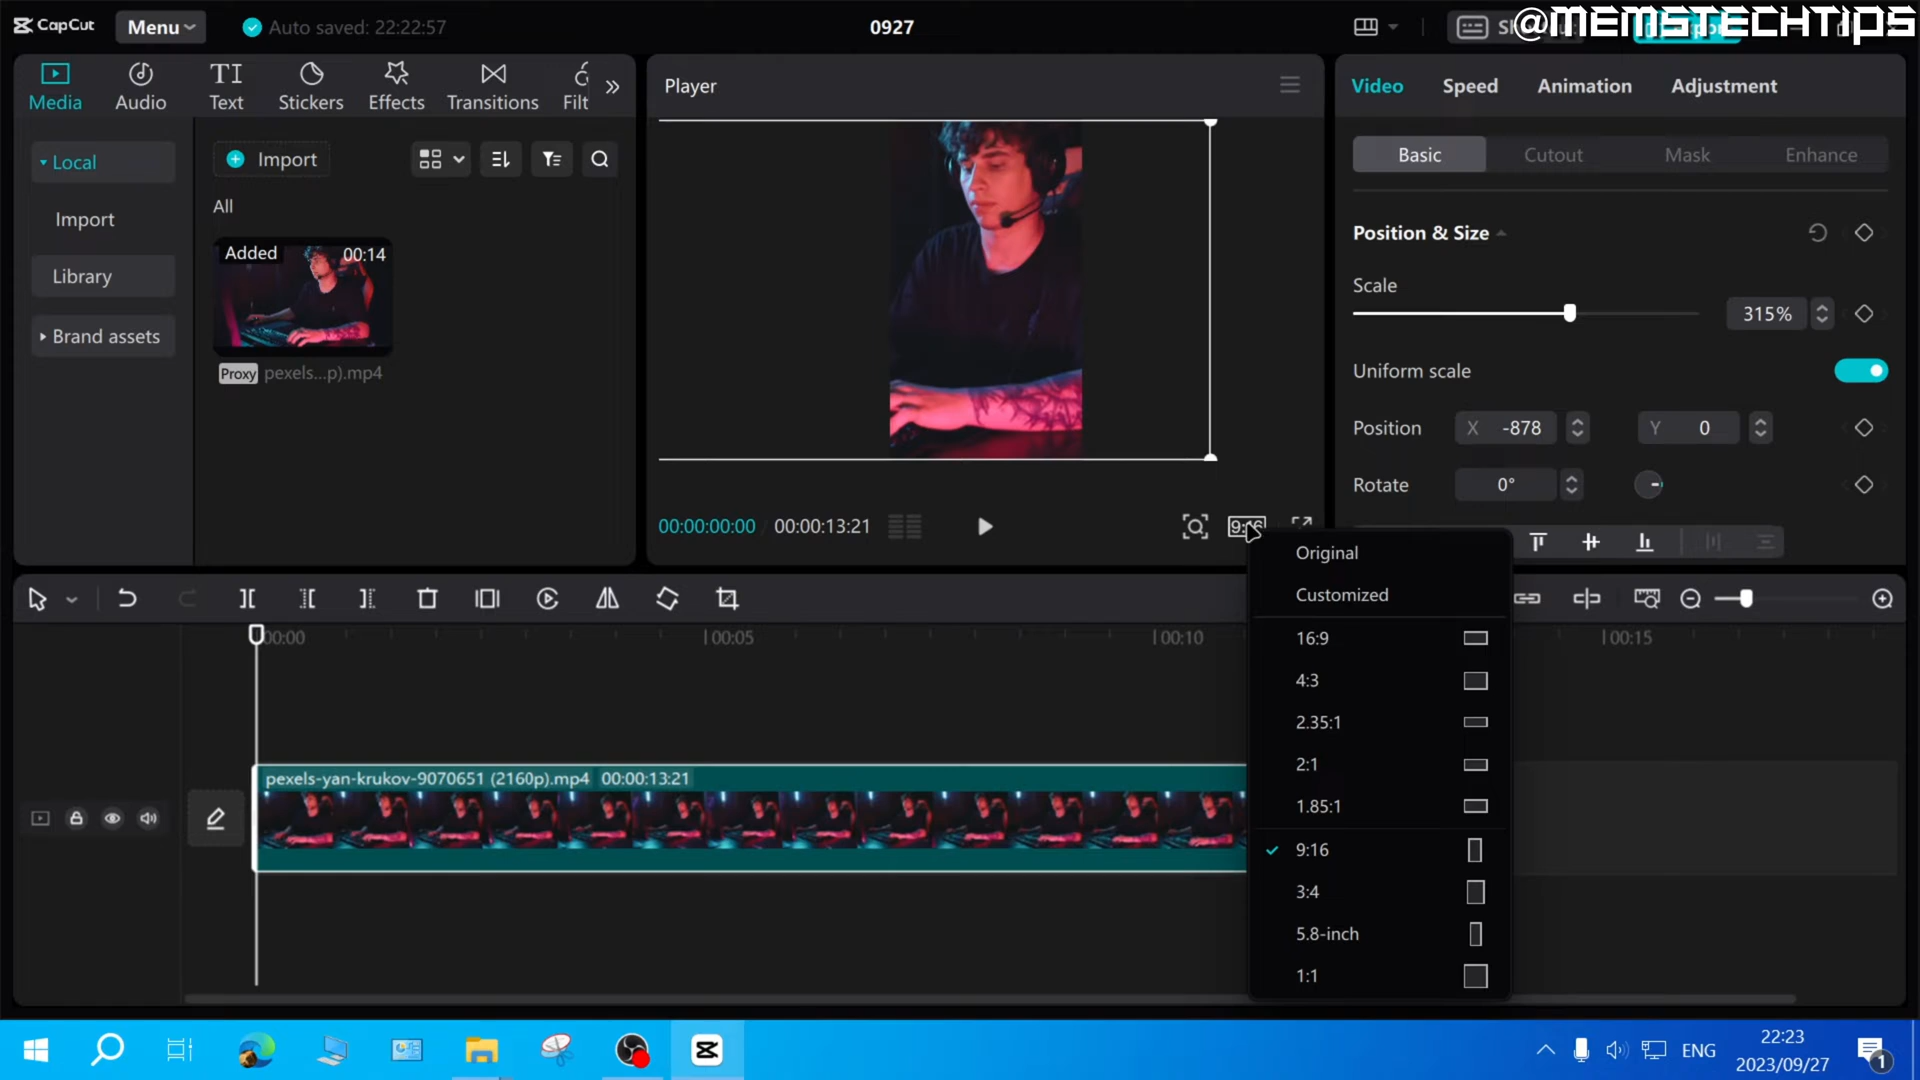 CapCut
Menu
Auto saved: 22:22:57
0927
@MEMSTECHTIPS
Media
Audio
Text
Stickers
Effects
Transitions
Filt
Local
Import
Library
Brand assets
Import
All
Added 00:14
Proxy pexels...p).mp4
Player
00:00:00:00 / 00:00:13:21
9:16
Video
Speed
Animation
Adjustment
Basic
Cutout
Mask
Enhance
Position & Size
Scale
315%
Uniform scale
Position X -878 Y 0
Rotate 0°
Original
Customized
16:9
4:3
2.35:1
2:1
1.85:1
9:16
3:4
5.8-inch
1:1
00:00
00:05
00:10
00:15
pexels-yan-krukov-9070651 (2160p).mp4 00:00:13:21
ENG
22:23
2023/09/27
1